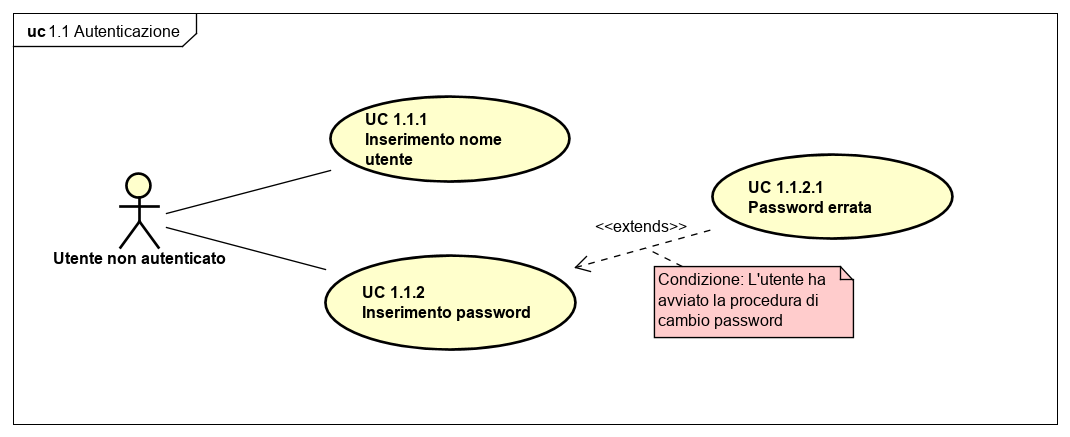 uc 1.1 Autenticazione
UC 1.1.1
Inserimento nome
utente
UC 1.1.2.1
Password errata
<<extends>>
Utente non autenticato
Condizione: L'utente ha
avviato la procedura di
cambio password
UC 1.1.2
Inserimento password